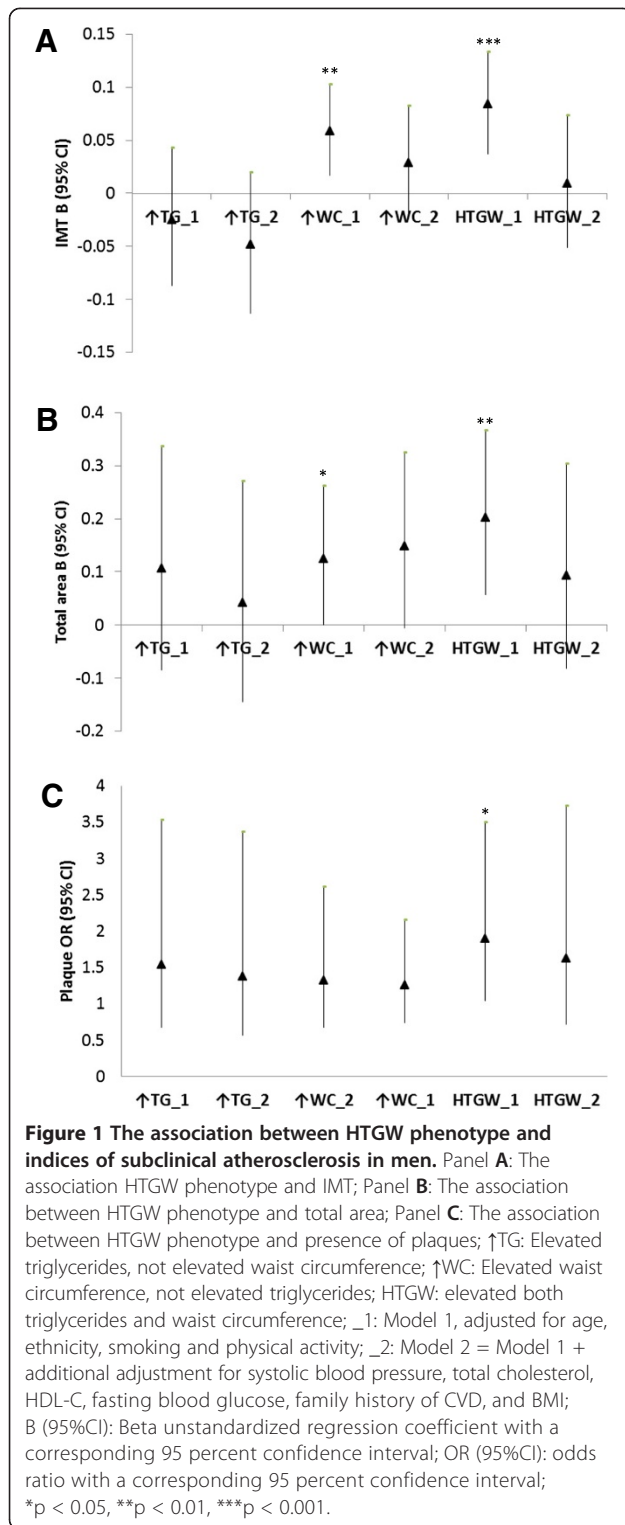 A
0.15
0.1
0.05
0
-0.05
-0.1
-0.15
IMT B (95% CI)
** ***
↑TG_1 ↑TG_2 ↑WC_1 ↑WC_2 HTGW_1 HTGW_2
B
0.4
0.3
0.2
0.1
0
-0.1
-0.2
Total area B (95% CI)
* **
↑TG_1 ↑TG_2 ↑WC_1 ↑WC_2 HTGW_1 HTGW_2
C
4
3.5
3
2.5
2
1.5
1
0.5
0
Plaque OR (95% CI)
*
↑TG_1 ↑TG_2 ↑WC_2 ↑WC_1 HTGW_1 HTGW_2
Figure 1 The association between HTGW phenotype and
indices of subclinical atherosclerosis in men. Panel A: The
association HTGW phenotype and IMT; Panel B: The association
between HTGW phenotype and total area; Panel C: The association
between HTGW phenotype and presence of plaques; ↑TG: Elevated
triglycerides, not elevated waist circumference; ↑WC: Elevated waist
circumference, not elevated triglycerides; HTGW: elevated both
triglycerides and waist circumference; _1: Model 1, adjusted for age,
ethnicity, smoking and physical activity; _2: Model 2 = Model 1 +
additional adjustment for systolic blood pressure, total cholesterol,
HDL-C, fasting blood glucose, family history of CVD, and BMI;
B (95%CI): Beta unstandardized regression coefficient with a
corresponding 95 percent confidence interval; OR (95%CI): odds
ratio with a corresponding 95 percent confidence interval;
*p < 0.05, **p < 0.01, ***p < 0.001.